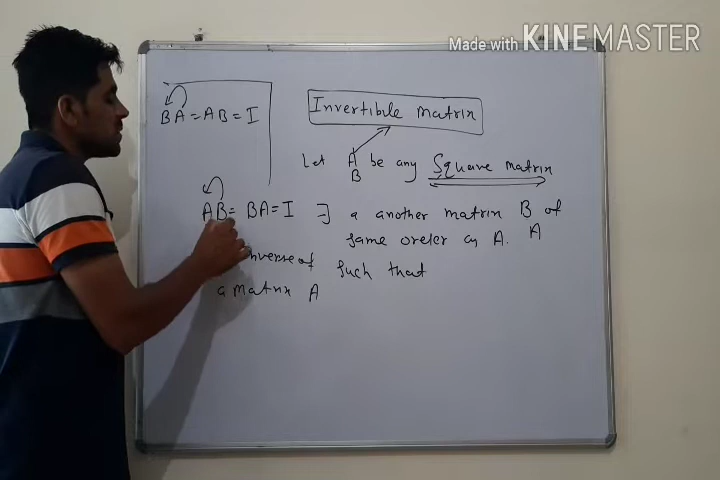 Made with KINEMASTER
BA = AB = I
Invertible Matrix
Let A be any Square matrix
B
AB = BA = I ∃ a another matrix B of
same order as A. A
nverse of such that
a matrix A